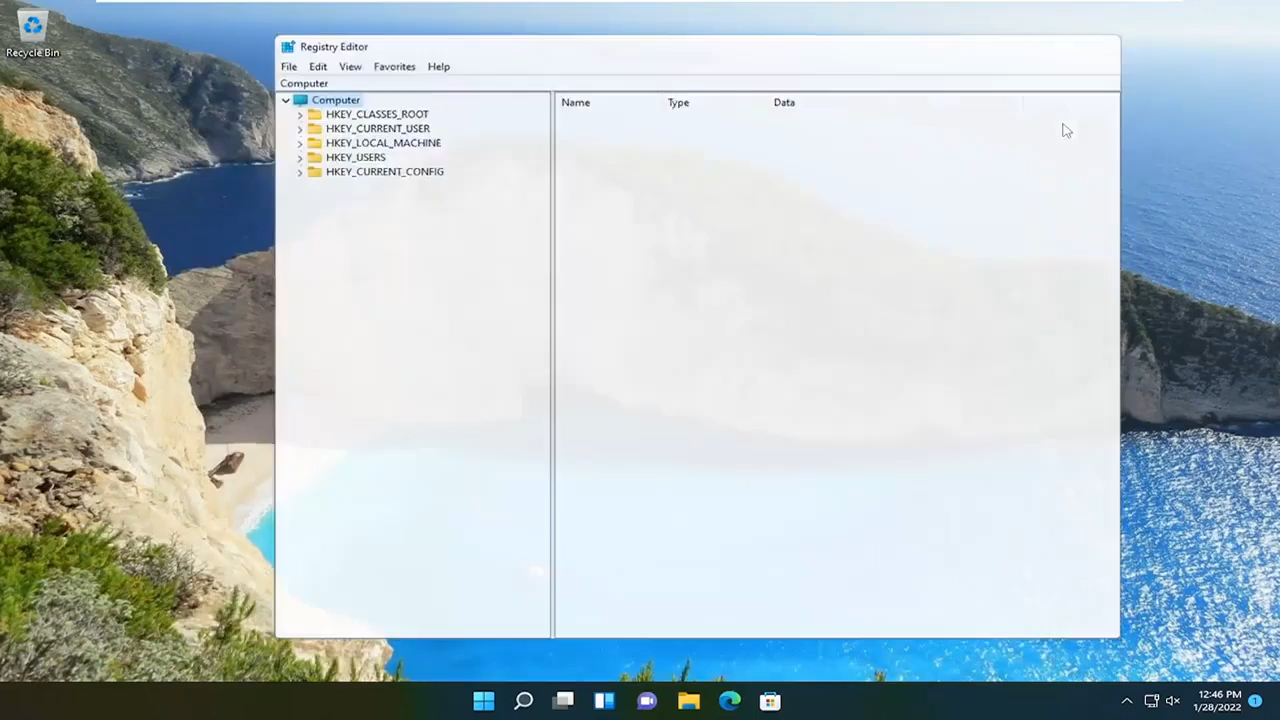 Recycle Bin
Registry Editor
File Edit View Favorites Help
Computer
Computer
HKEY_CLASSES_ROOT
HKEY_CURRENT_USER
HKEY_LOCAL_MACHINE
HKEY_USERS
HKEY_CURRENT_CONFIG
Name Type Data
12:46 PM
1/28/2022
1